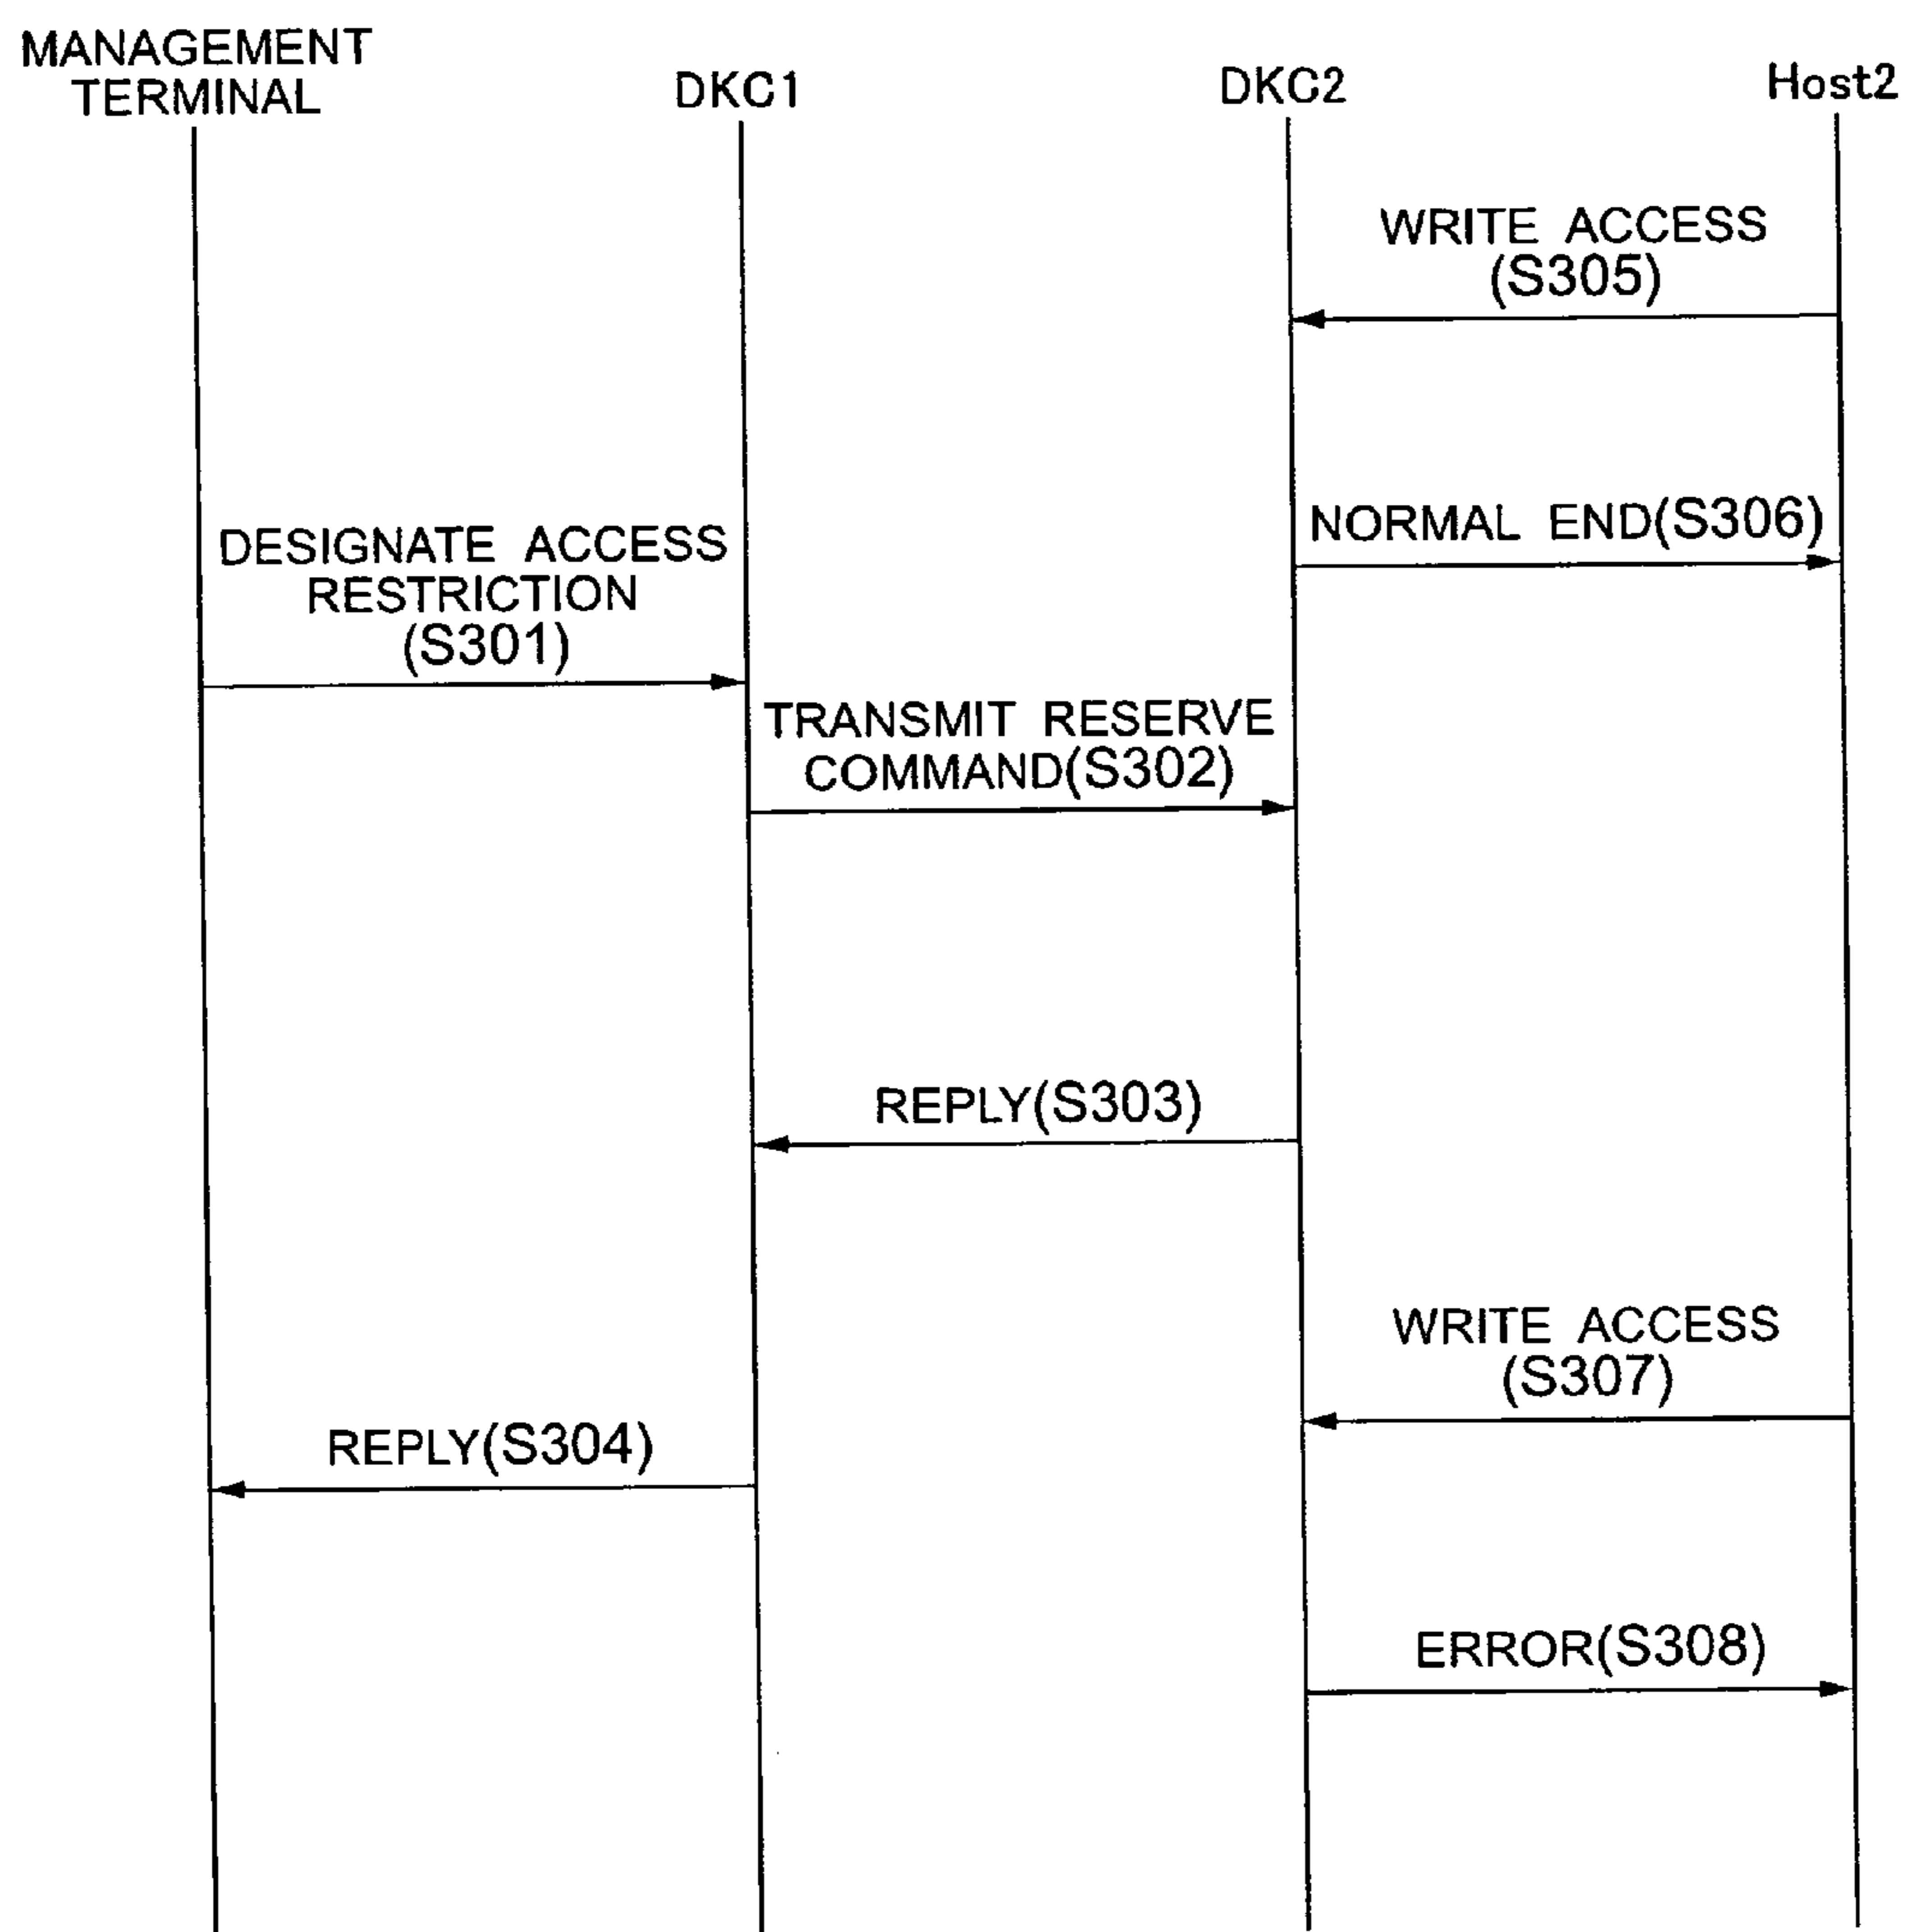 MANAGEMENT
TERMINAL
DKC1
DKC2
Host2
WRITE ACCESS
(S305)
NORMAL END(S306)
DESIGNATE ACCESS
RESTRICTION
(S301)
TRANSMIT RESERVE
COMMAND(S302)
REPLY(S303)
WRITE ACCESS
(S307)
REPLY(S304)
ERROR(S308)